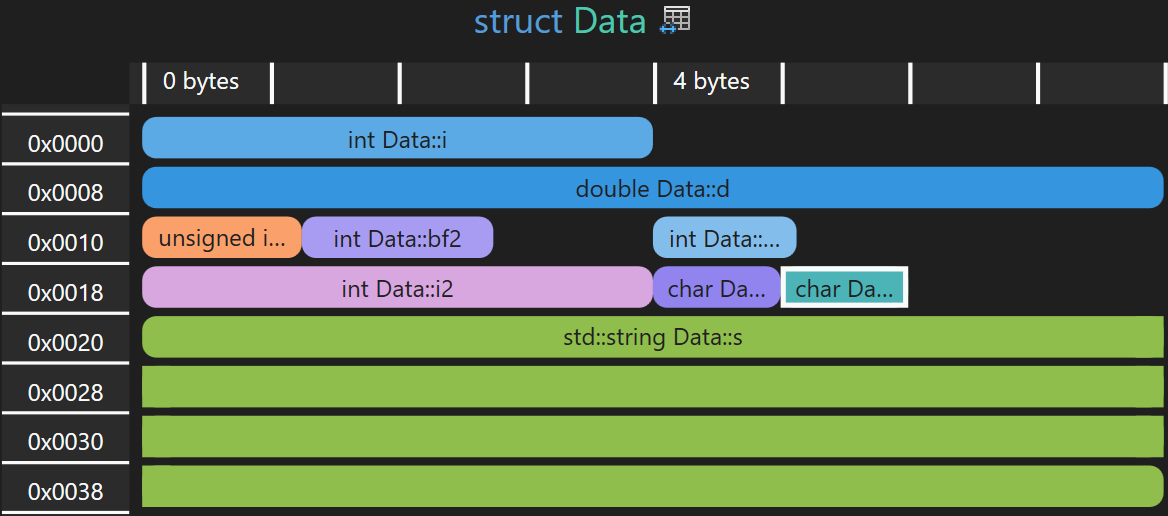 struct Data
0 bytes 4 bytes
0x0000 int Data::i
0x0008 double Data::d
0x0010 unsigned i... int Data::bf2 int Data::...
0x0018 int Data::i2 char Da... char Da...
0x0020 std::string Data::s
0x0028
0x0030
0x0038